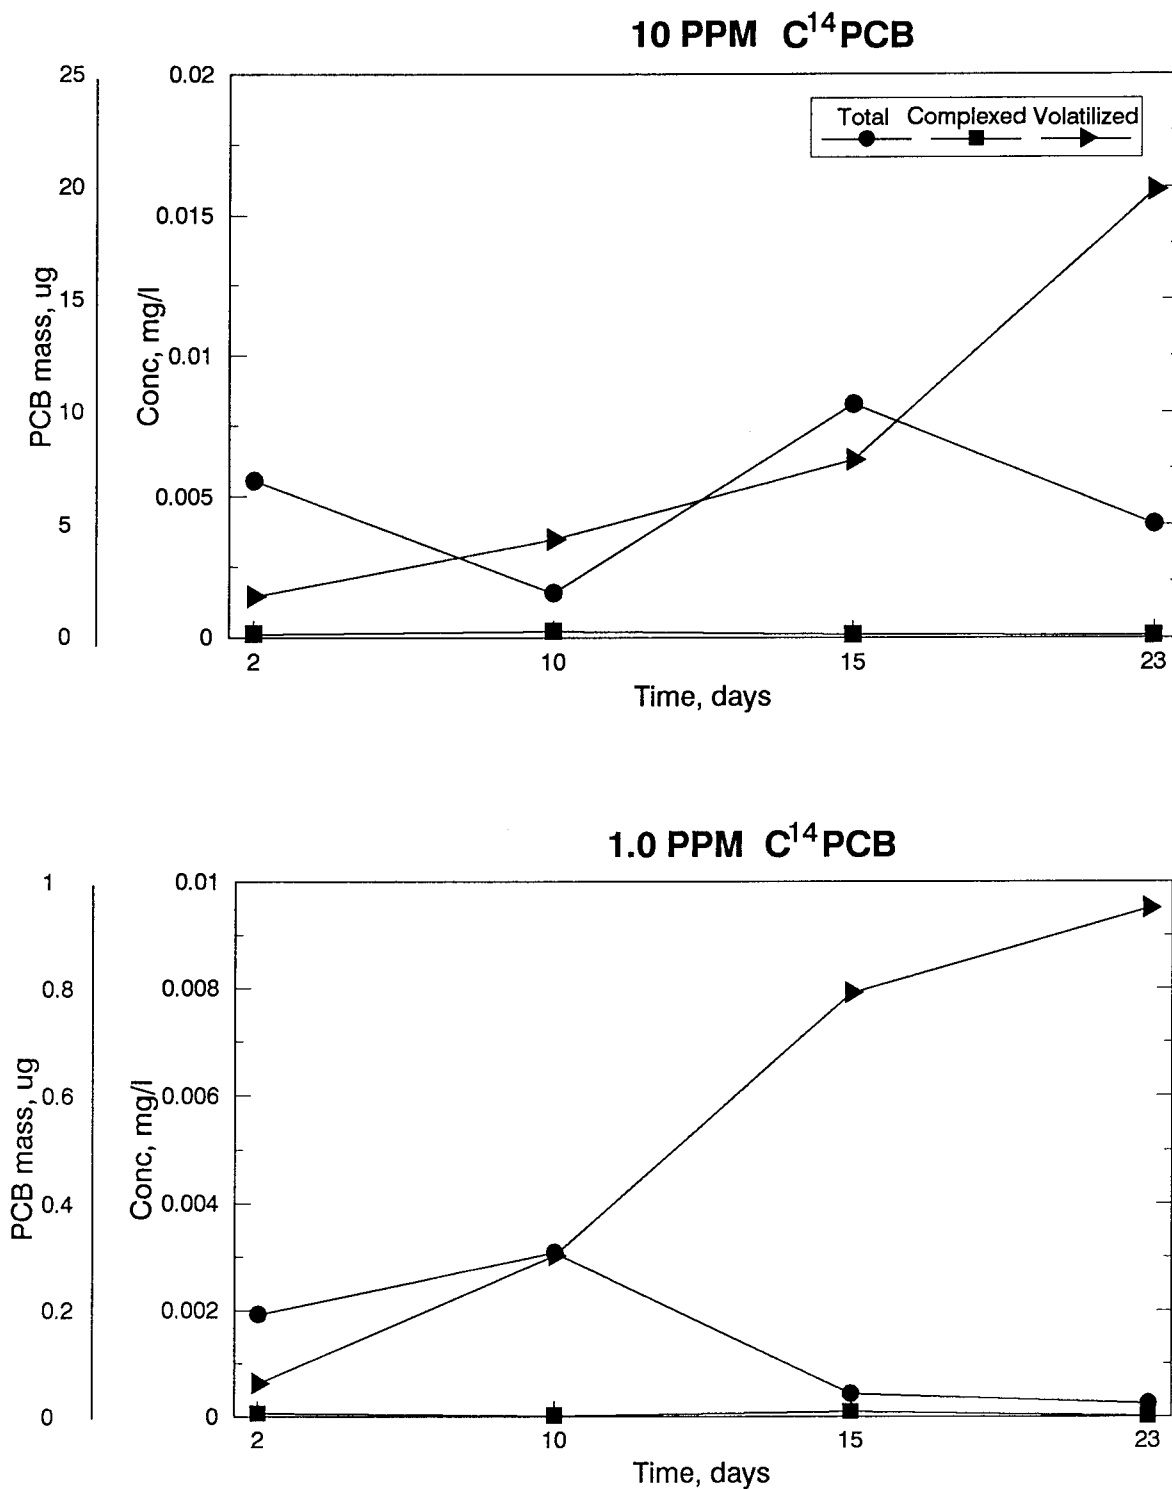 10 PPM C14PCB
25 0.02
Total Complexed Volatilized
20
0.015
15
PCB mass, ug
Conc, mg/l
0.01
10
0.005
5
0 0
2 10 15 23
Time, days
1.0 PPM C14PCB
1 0.01
0.8 0.008
PCB mass, ug
Conc, mg/l
0.6 0.006
0.4 0.004
0.2 0.002
0 0
2 10 15 23
Time, days